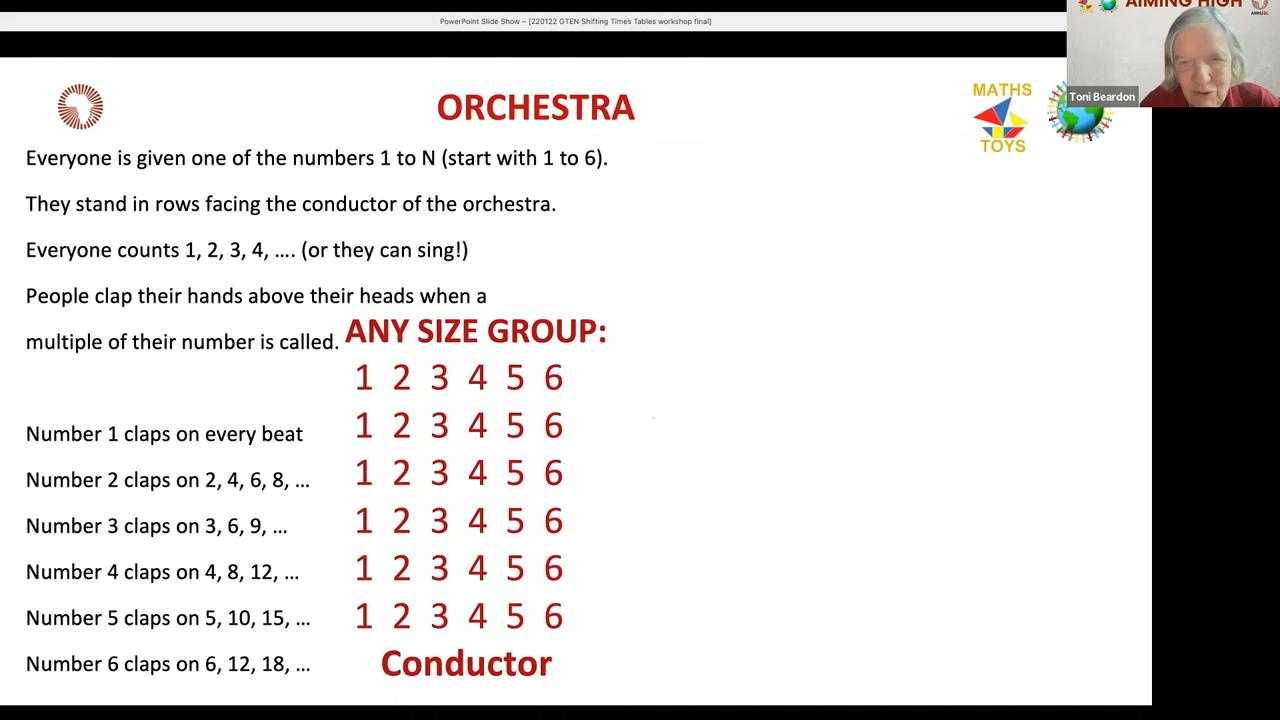 PowerPoint Slide Show – [220122 GTEN Shifting Times Tables workshop final]
AIMING HIGH
Toni Beardon
ORCHESTRA
MATHS
TOYS
Everyone is given one of the numbers 1 to N (start with 1 to 6).
They stand in rows facing the conductor of the orchestra.
Everyone counts 1, 2, 3, 4, …. (or they can sing!)
People clap their hands above their heads when a
multiple of their number is called.
ANY SIZE GROUP:
1 2 3 4 5 6
1 2 3 4 5 6
1 2 3 4 5 6
1 2 3 4 5 6
1 2 3 4 5 6
1 2 3 4 5 6
Conductor
Number 1 claps on every beat
Number 2 claps on 2, 4, 6, 8, …
Number 3 claps on 3, 6, 9, …
Number 4 claps on 4, 8, 12, …
Number 5 claps on 5, 10, 15, …
Number 6 claps on 6, 12, 18, …